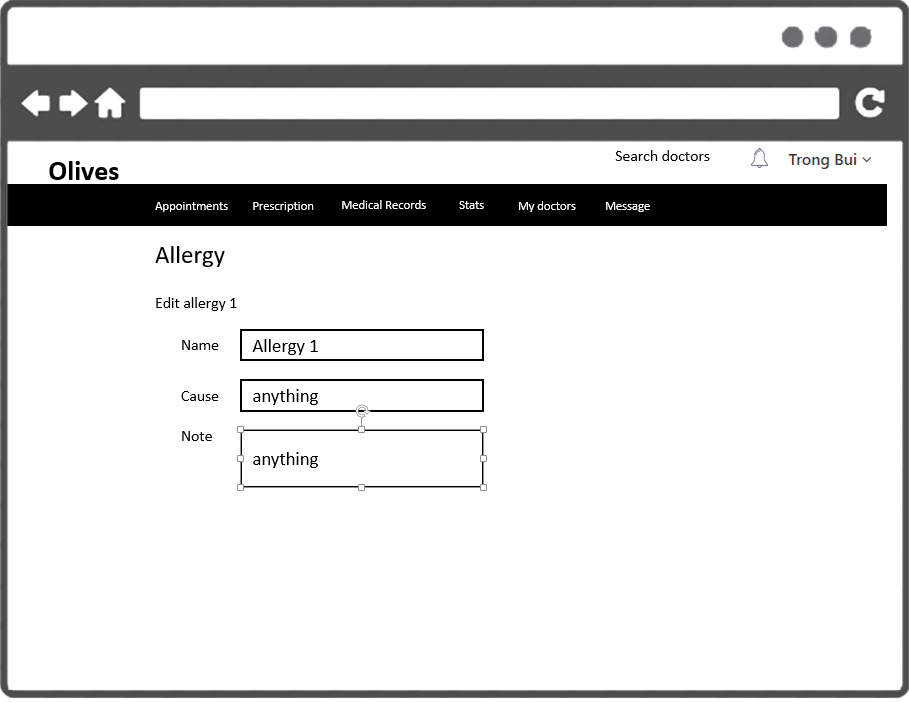 Search doctors
Trong Bui
Olives
Appointments Prescription Medical Records Stats My doctors Message
Allergy
Edit allergy 1
Name Allergy 1
Cause anything
Note
anything